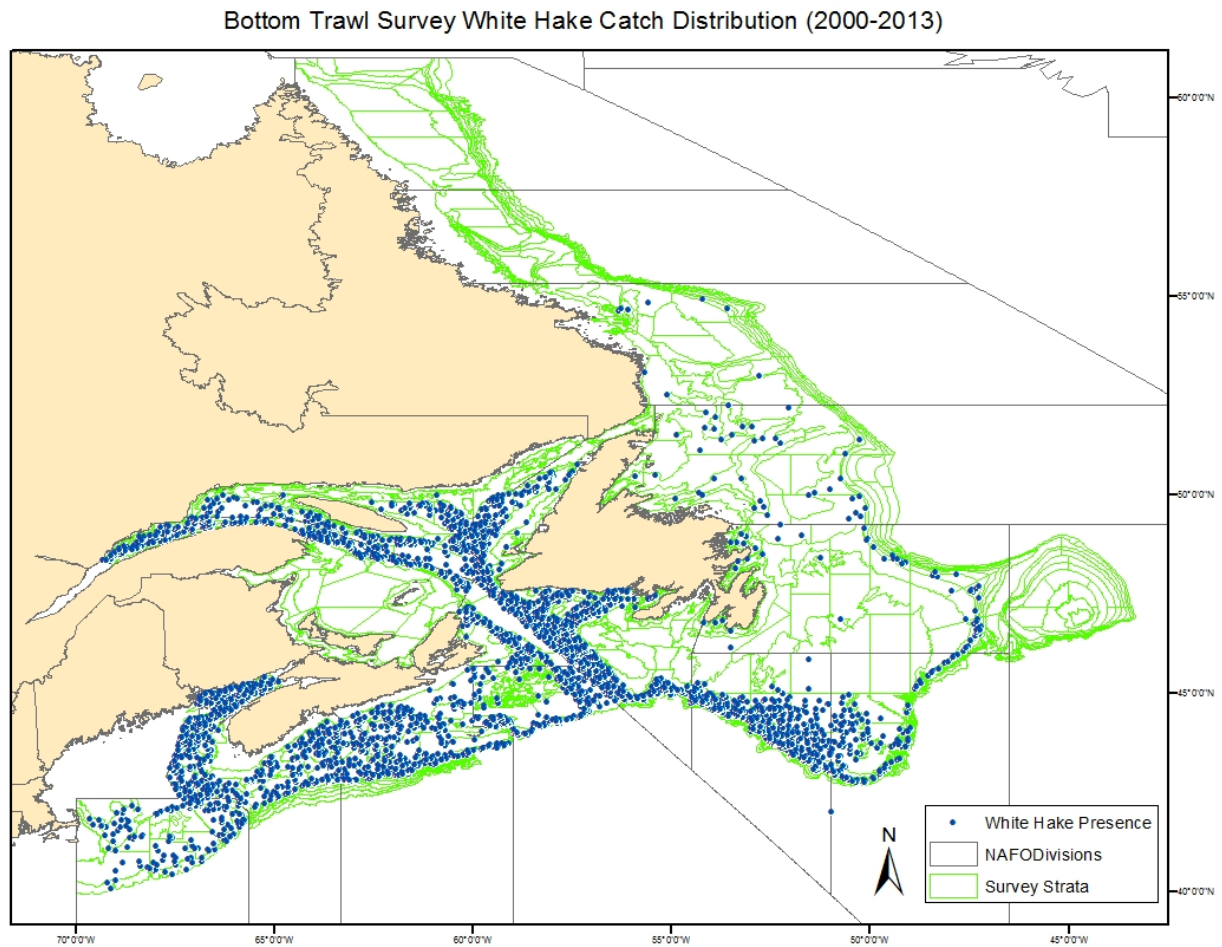 Bottom Trawl Survey White Hake Catch Distribution (2000-2013)
60°0'0"N
55°0'0"N
50°0'0"N
45°0'0"N
40°0'0"N
N
White Hake Presence
NAFODivisions
Survey Strata
70°0'0"W
65°0'0"W
60°0'0"W
55°0'0"W
50°0'0"W
45°0'0"W